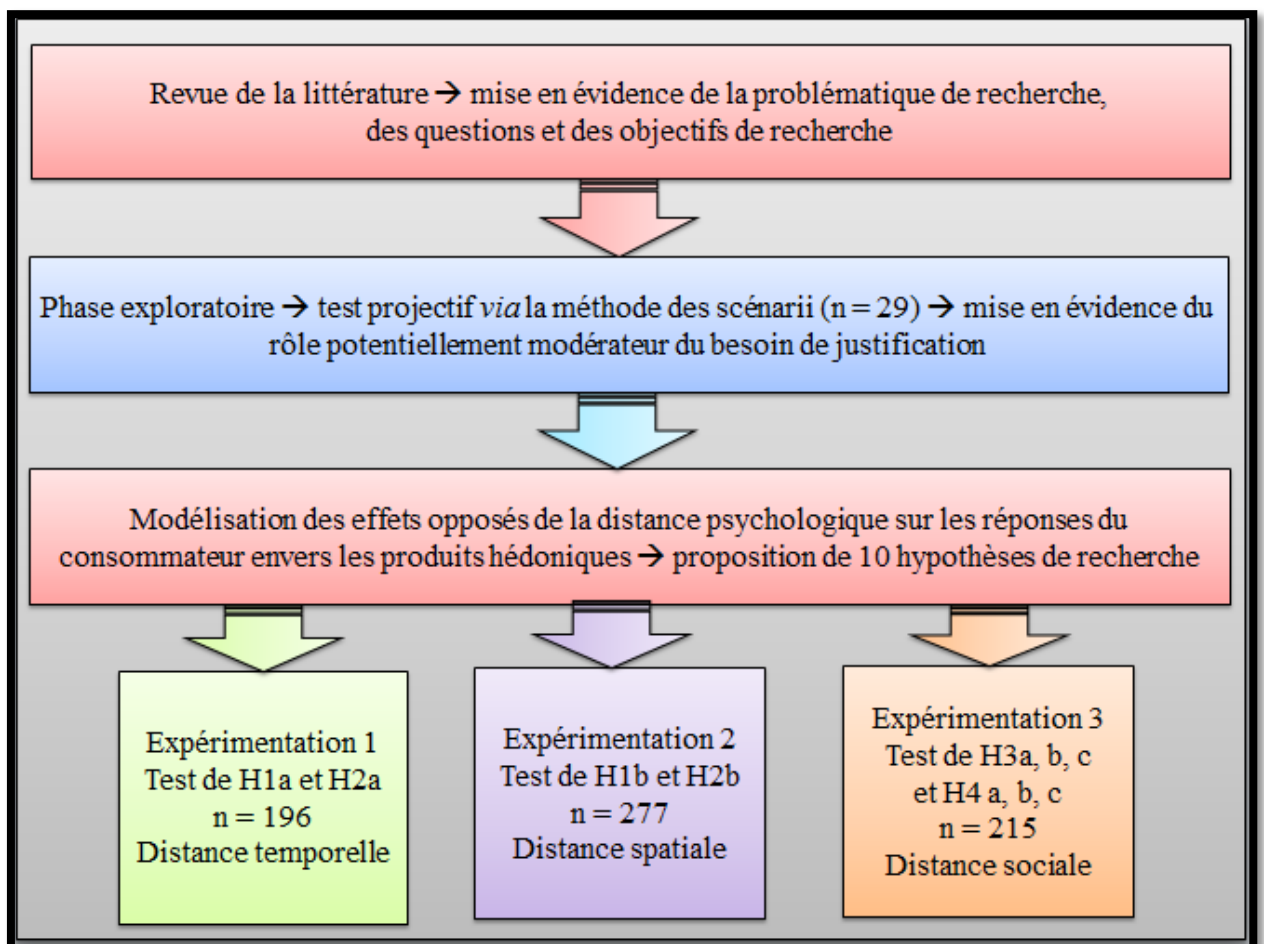 Revue de la littérature → mise en évidence de la problématique de recherche,
des questions et des objectifs de recherche
Phase exploratoire → test projectif via la méthode des scénarii (n = 29) → mise en évidence du
rôle potentiellement modérateur du besoin de justification
Modélisation des effets opposés de la distance psychologique sur les réponses du
consommateur envers les produits hédoniques → proposition de 10 hypothèses de recherche
Expérimentation 1
Test de H1a et H2a
n = 196
Distance temporelle
Expérimentation 2
Test de H1b et H2b
n = 277
Distance spatiale
Expérimentation 3
Test de H3a, b, c
et H4 a, b, c
n = 215
Distance sociale